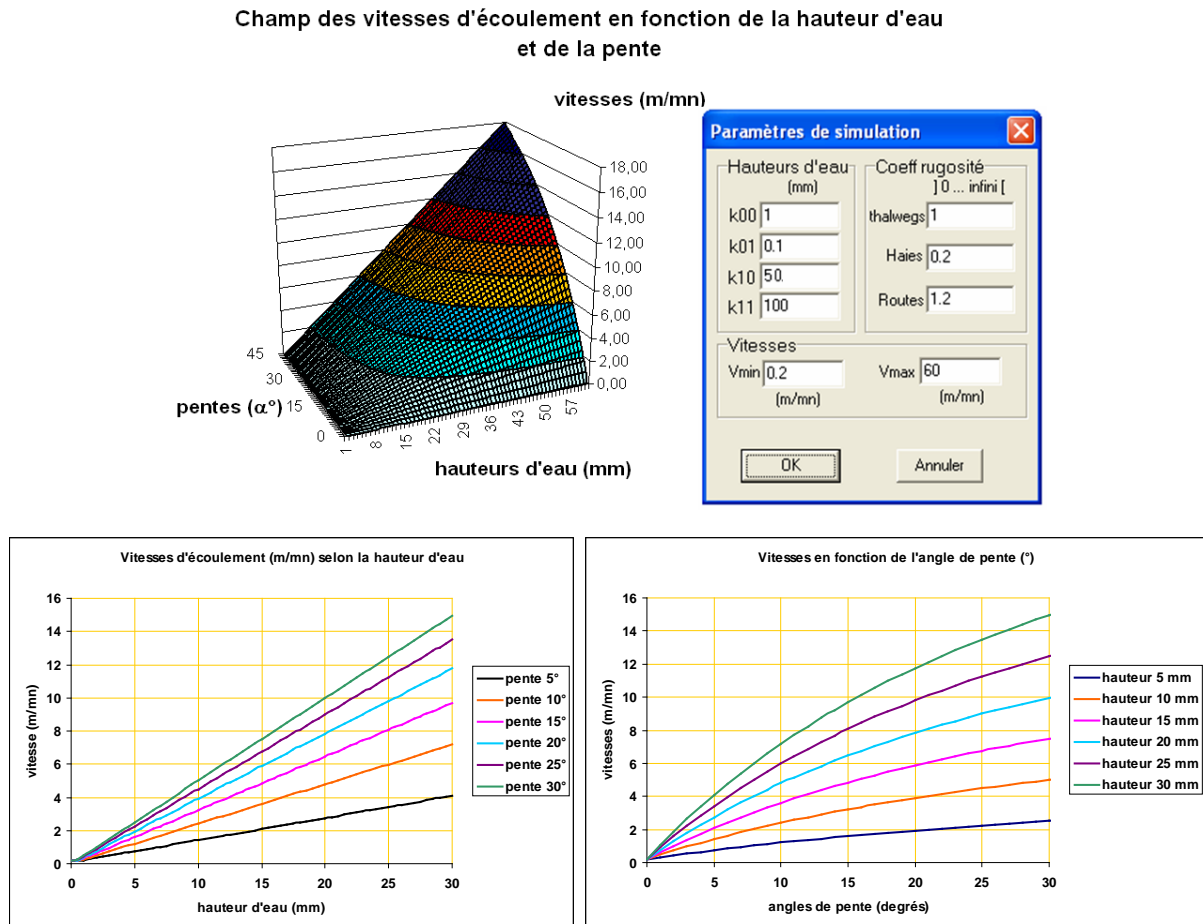 Champ des vitesses d'écoulement en fonction de la hauteur d'eau
et de la pente
vitesses (m/mn)
18,00
16,00
14,00
12,00
10,00
8,00
6,00
4,00
2,00
0,00
45
30
15
0
pentes (α°)
1
8
15
22
29
36
43
50
57
hauteurs d'eau (mm)
Paramètres de simulation
Hauteurs d'eau
(mm)
k00 1
k01 0.1
k10 50.
k11 100
Coeff rugosité
] 0 ... infini [
thalwegs 1
Haies 0.2
Routes 1.2
Vitesses
Vmin 0.2
(m/mn)
Vmax 60
(m/mn)
OK
Annuler
Vitesses d'écoulement (m/mn) selon la hauteur d'eau
16
14
12
10
8
6
4
2
0
vitesse (m/mn)
0 5 10 15 20 25 30
hauteur d'eau (mm)
pente 5°
pente 10°
pente 15°
pente 20°
pente 25°
pente 30°
Vitesses en fonction de l'angle de pente (°)
16
14
12
10
8
6
4
2
0
vitesses (m/mn)
0 5 10 15 20 25 30
angles de pente (degrés)
hauteur 5 mm
hauteur 10 mm
hauteur 15 mm
hauteur 20 mm
hauteur 25 mm
hauteur 30 mm